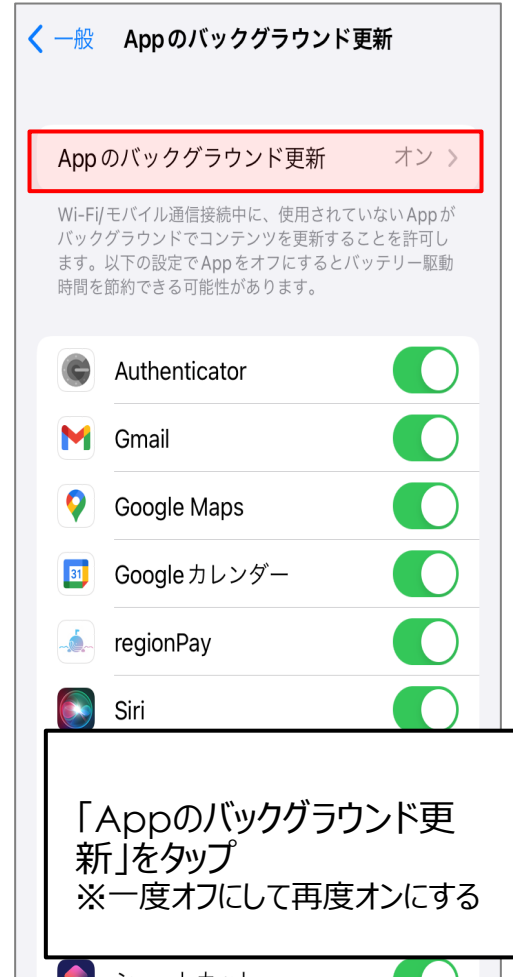 一般
Appのバックグラウンド更新
Appのバックグラウンド更新 オン
Wi-Fi/モバイル通信接続中に、使用されていないAppが
バックグラウンドでコンテンツを更新することを許可し
ます。以下の設定でAppをオフにするとバッテリー駆動
時間を節約できる可能性があります。
Authenticator
Gmail
Google Maps
31
Googleカレンダー
regionPay
Siri
「Appのバックグラウンド更
新」をタップ
※一度オフにして再度オンにする